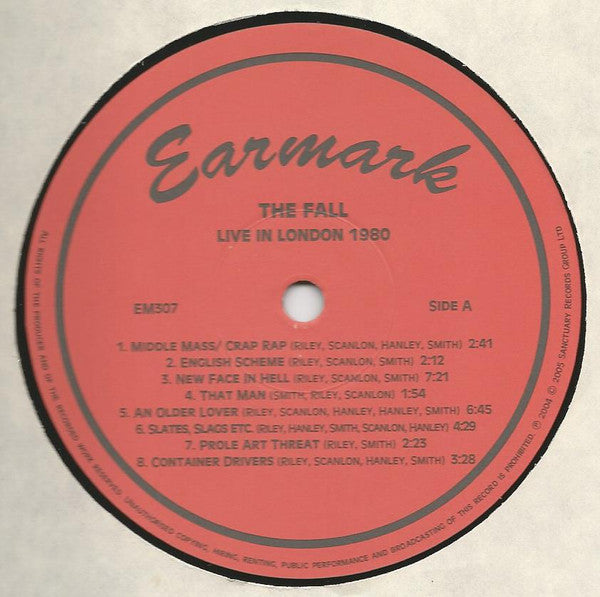 Earmark
THE FALL
LIVE IN LONDON 1980
EM307
SIDE A
1. MIDDLE MASS/ CRAP RAP (RILEY, SCANLON, HANLEY, SMITH) 2:41
2. ENGLISH SCHEME (RILEY, SCANLON, SMITH) 2:12
3. NEW FACE IN HELL (RILEY, SCANLON, SMITH) 7:21
4. THAT MAN (SMITH, RILEY, SCANLON) 1:54
5. AN OLDER LOVER (RILEY, SCANLON, HANLEY, HANLEY, SMITH) 6:45
6. SLATES, SLAGS ETC. (RILEY, HANLEY, SMITH, SCANLON, HANLEY) 4:29
7. PROLE ART THREAT (RILEY, SMITH) 2:23
8. CONTAINER DRIVERS (RILEY, SCANLON, HANLEY, SMITH) 3:28
ALL RIGHTS OF THE PRODUCER AND OF THE RECORDED WORK RESERVED. UNAUTHORISED COPYING, HIRING, RENTING, PUBLIC PERFORMANCE AND BROADCASTING OF THIS RECORD IS PROHIBITED. ℗ 2004 © 2005 SANCTUARY RECORDS GROUP LTD